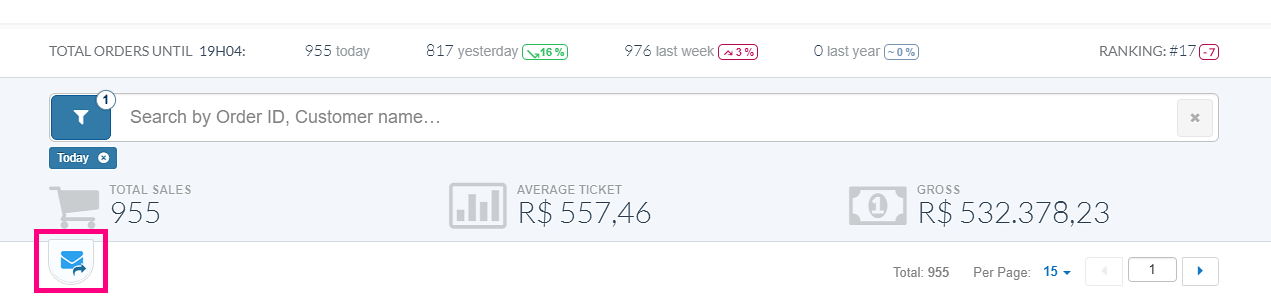 TOTAL ORDERS UNTIL 19H04: 955 today 817 yesterday 16 % 976 last week 3 % 0 last year ~ 0 % RANKING: #17 - 7
1
Search by Order ID, Customer name…
Today
TOTAL SALES AVERAGE TICKET GROSS
955 R$ 557,46 1 R$ 532.378,23
Total: 955 Per Page: 15 1